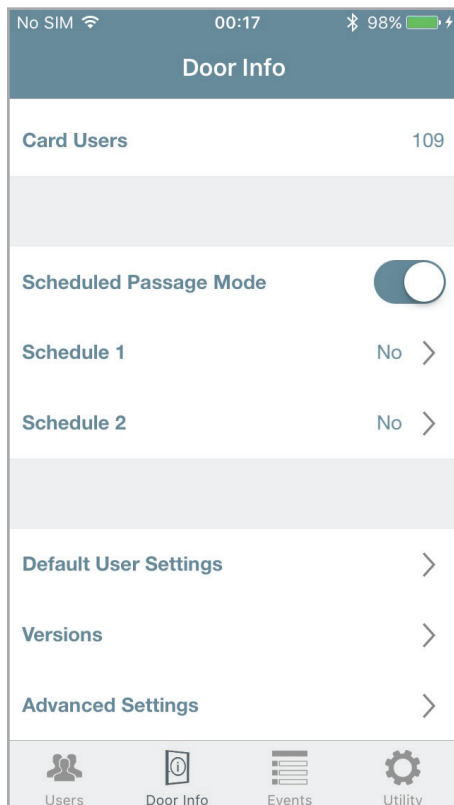 No SIM 00:17 98%
Door Info
Card Users 109
Scheduled Passage Mode
Schedule 1 No
Schedule 2 No
Default User Settings
Versions
Advanced Settings
Users Door Info Events Utility